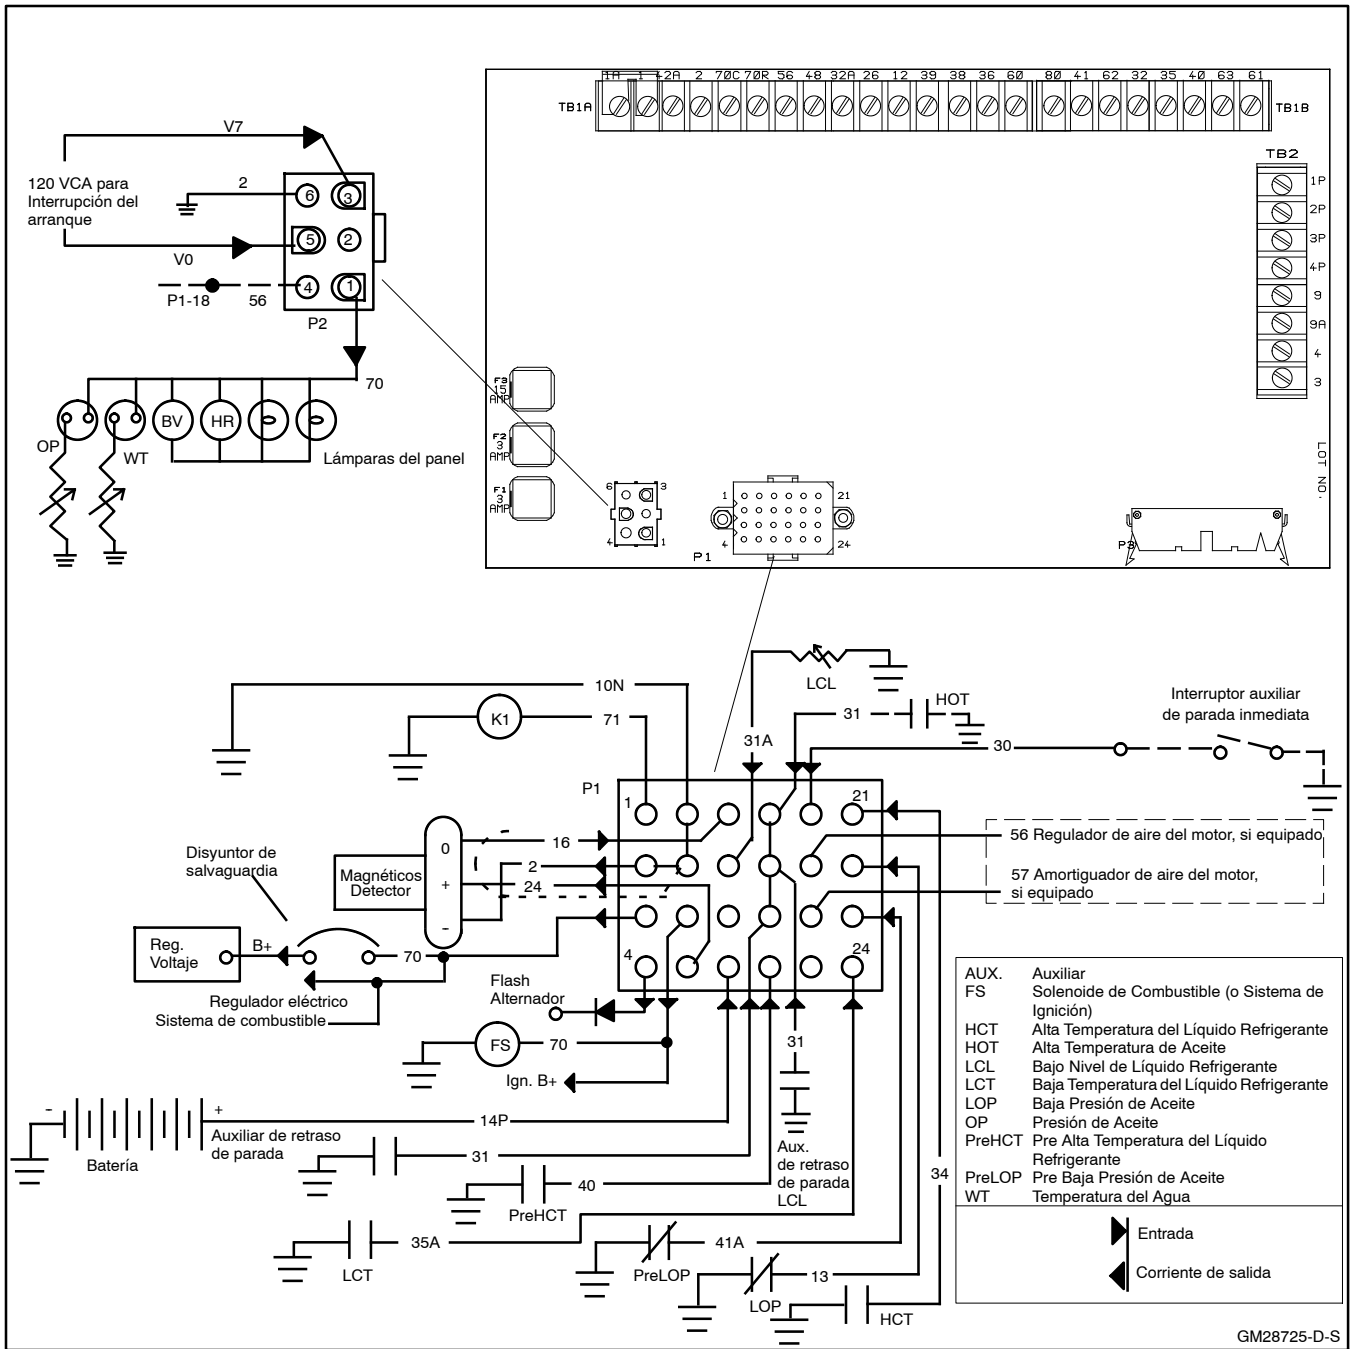 1A 1 42A 2 70C 70R 56 48 32A 26 12 39 38 36 60 80 41 62 32 35 40 63 61
TB1A
TB1B
TB2
1P
2P
3P
4P
9
9A
4
3
LOT NO.
V7
2
120 VCA para
Interrupción del
arranque
6 3
5 2
4 1
V0
P1-18 56
P2
70
OP
WT
BV
HR
Lámparas del panel
F3
15
AMP
F2
3
AMP
F1
3
AMP
6 3
4 1
1 21
4 24
P1
P3
LCL
10N
K1
71
31A
31
HOT
30
Interruptor auxiliar
de parada inmediata
P1
1 21
4 24
0
+
-
Magnéticos
Detector
16
2
24
56 Regulador de aire del motor, si equipado
57 Amortiguador de aire del motor,
si equipado
Disyuntor de
salvaguardia
Reg.
Voltaje
B+
70
Regulador eléctrico
Sistema de combustible
Flash
Alternador
FS
70
Ign. B+
31
- +
Batería
14P
Auxiliar de retraso
de parada
31
Aux.
de retraso
de parada
LCL
40
PreHCT
35A
LCT
41A
PreLOP
13
LOP
HCT
34
AUX. Auxiliar
FS Solenoide de Combustible (o Sistema de
Ignición)
HCT Alta Temperatura del Líquido Refrigerante
HOT Alta Temperatura de Aceite
LCL Bajo Nivel de Líquido Refrigerante
LCT Baja Temperatura del Líquido Refrigerante
LOP Baja Presión de Aceite
OP Presión de Aceite
PreHCT Pre Alta Temperatura del Líquido
Refrigerante
PreLOP Pre Baja Presión de Aceite
WT Temperatura del Agua
Entrada
Corriente de salida
GM28725-D-S